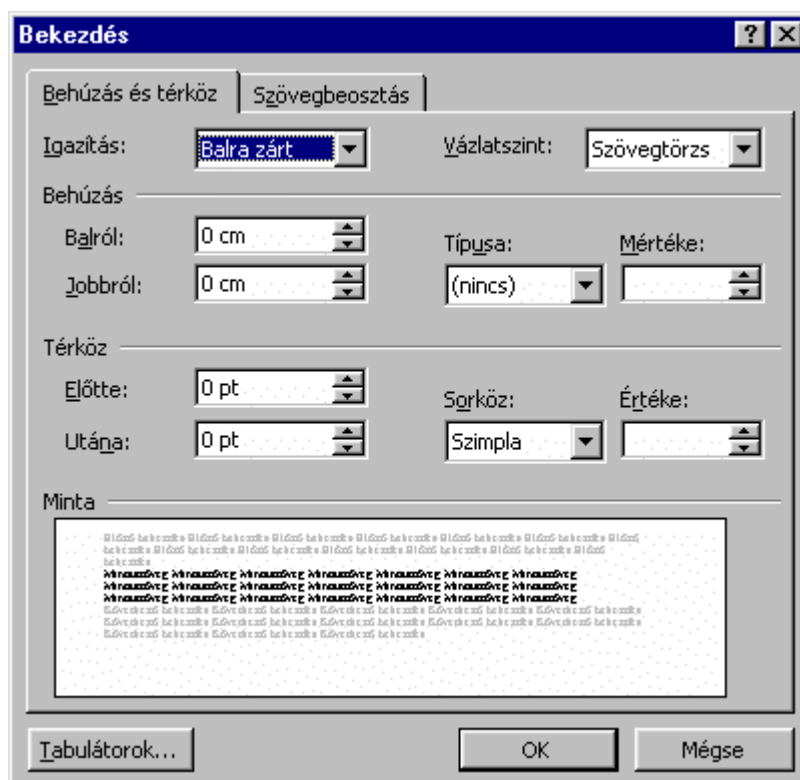 Bekezdés
Behúzás és térköz Szövegbeosztás
Igazítás: Balra zárt Vázlatszint: Szövegtörzs
Behúzás
Balról: 0 cm Típusa: Mértéke:
Jobbról: 0 cm (nincs)
Térköz
Előtte: 0 pt Sorköz: Értéke:
Utána: 0 pt Szimpla
Minta
Tabulátorok... OK Mégse